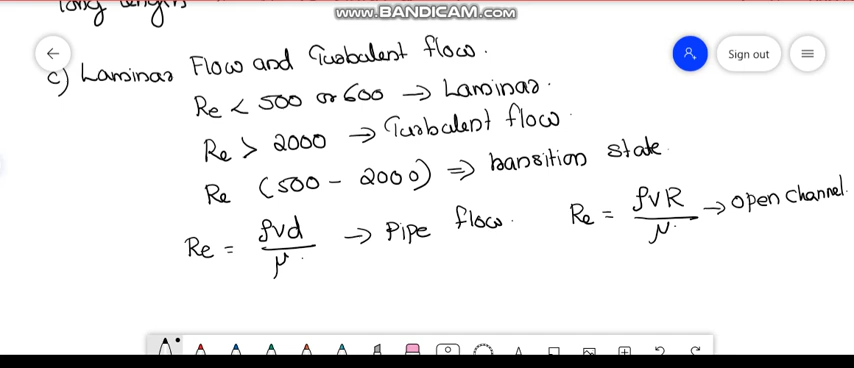 www.BANDICAM.com
long
Sign out
c) Laminar Flow and Turbulent flow.
Re < 500 or 600 → Laminar.
Re > 2000 → Turbulent flow.
Re (500 - 2000) ⇒ transition state.
Re = ρvd/μ → Pipe flow. Re = ρvR/μ → open channel.